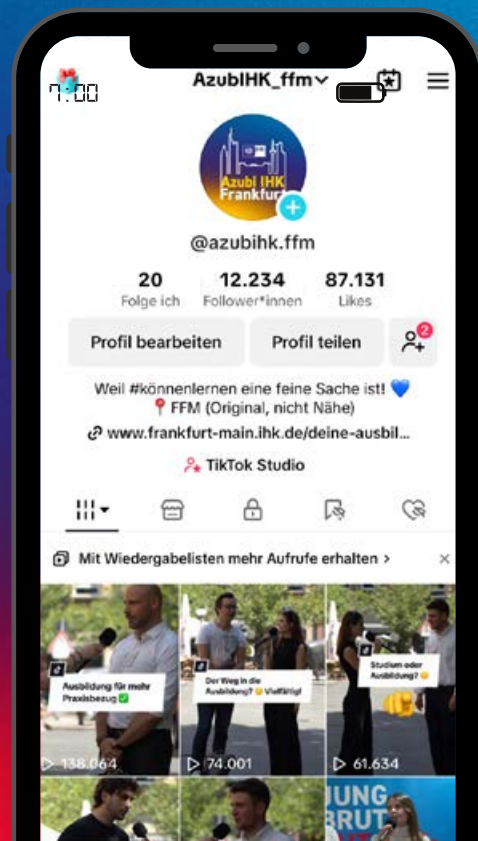 7:00
AzubIHK_ffm
Azubi IHK
Frankfurt
@azubihk.ffm
20 12.234 87.131
Folge ich Follower*innen Likes
Profil bearbeiten Profil teilen 2
Weil #könnenlernen eine feine Sache ist! 💙
📍 FFM (Original, nicht Nähe)
www.frankfurt-main.ihk.de/deine-ausbil...
TikTok Studio
Mit Wiedergabelisten mehr Aufrufe erhalten >
Ausbildung für mehr
Praxisbezug ✅
138.064
Der Weg in die
Ausbildung? 😊 Vielfältig!
74.001
Studium oder
Ausbildung? 😊
61.634
JUNG
BRUT